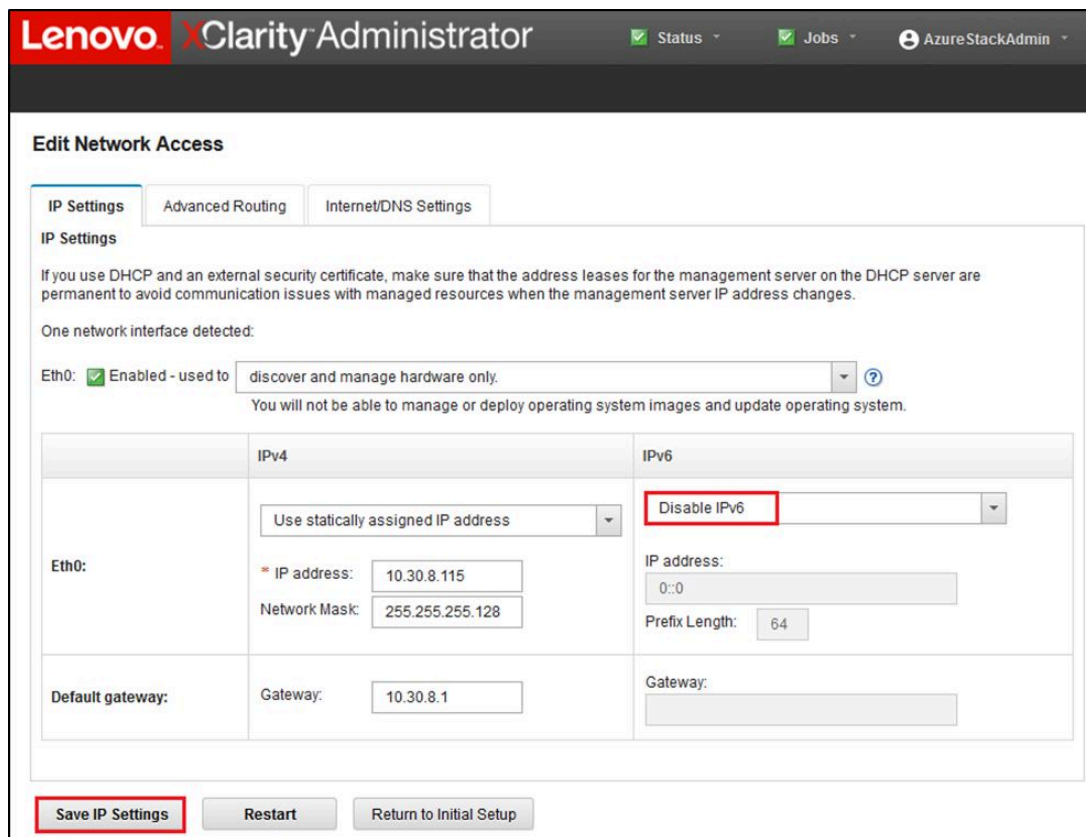 Lenovo. XClarity Administrator Status Jobs AzureStackAdmin
Edit Network Access
IP Settings Advanced Routing Internet/DNS Settings
IP Settings
If you use DHCP and an external security certificate, make sure that the address leases for the management server on the DHCP server are
permanent to avoid communication issues with managed resources when the management server IP address changes.
One network interface detected:
Eth0: Enabled - used to discover and manage hardware only. ?
You will not be able to manage or deploy operating system images and update operating system.
IPv4 IPv6
Eth0:
Use statically assigned IP address
* IP address: 10.30.8.115
Network Mask: 255.255.255.128
Disable IPv6
IP address:
0::0
Prefix Length: 64
Default gateway:
Gateway: 10.30.8.1
Gateway:
Save IP Settings Restart Return to Initial Setup